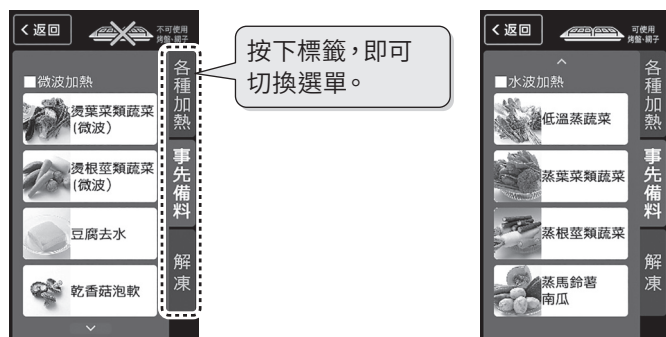 返回
不可使用
烤盤・網子
各種加熱
事先備料
解凍
■微波加熱
燙葉菜類蔬菜
(微波)
燙根莖類蔬菜
(微波)
豆腐去水
乾香菇泡軟
按下標籤，即可
切換選單。
返回
可使用
烤盤・網子
各種加熱
事先備料
解凍
■水波加熱
低溫蒸蔬菜
蒸葉菜類蔬菜
蒸根莖類蔬菜
蒸馬鈴薯
南瓜